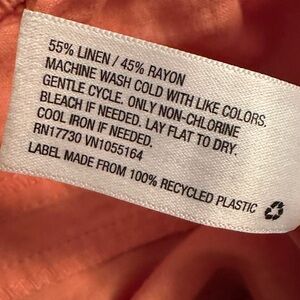 55% LINEN / 45% RAYON
MACHINE WASH COLD WITH LIKE COLORS,
GENTLE CYCLE. ONLY NON-CHLORINE
BLEACH IF NEEDED. LAY FLAT TO DRY.
COOL IRON IF NEEDED.
RN17730 VN1055164
LABEL MADE FROM 100% RECYCLED PLASTIC